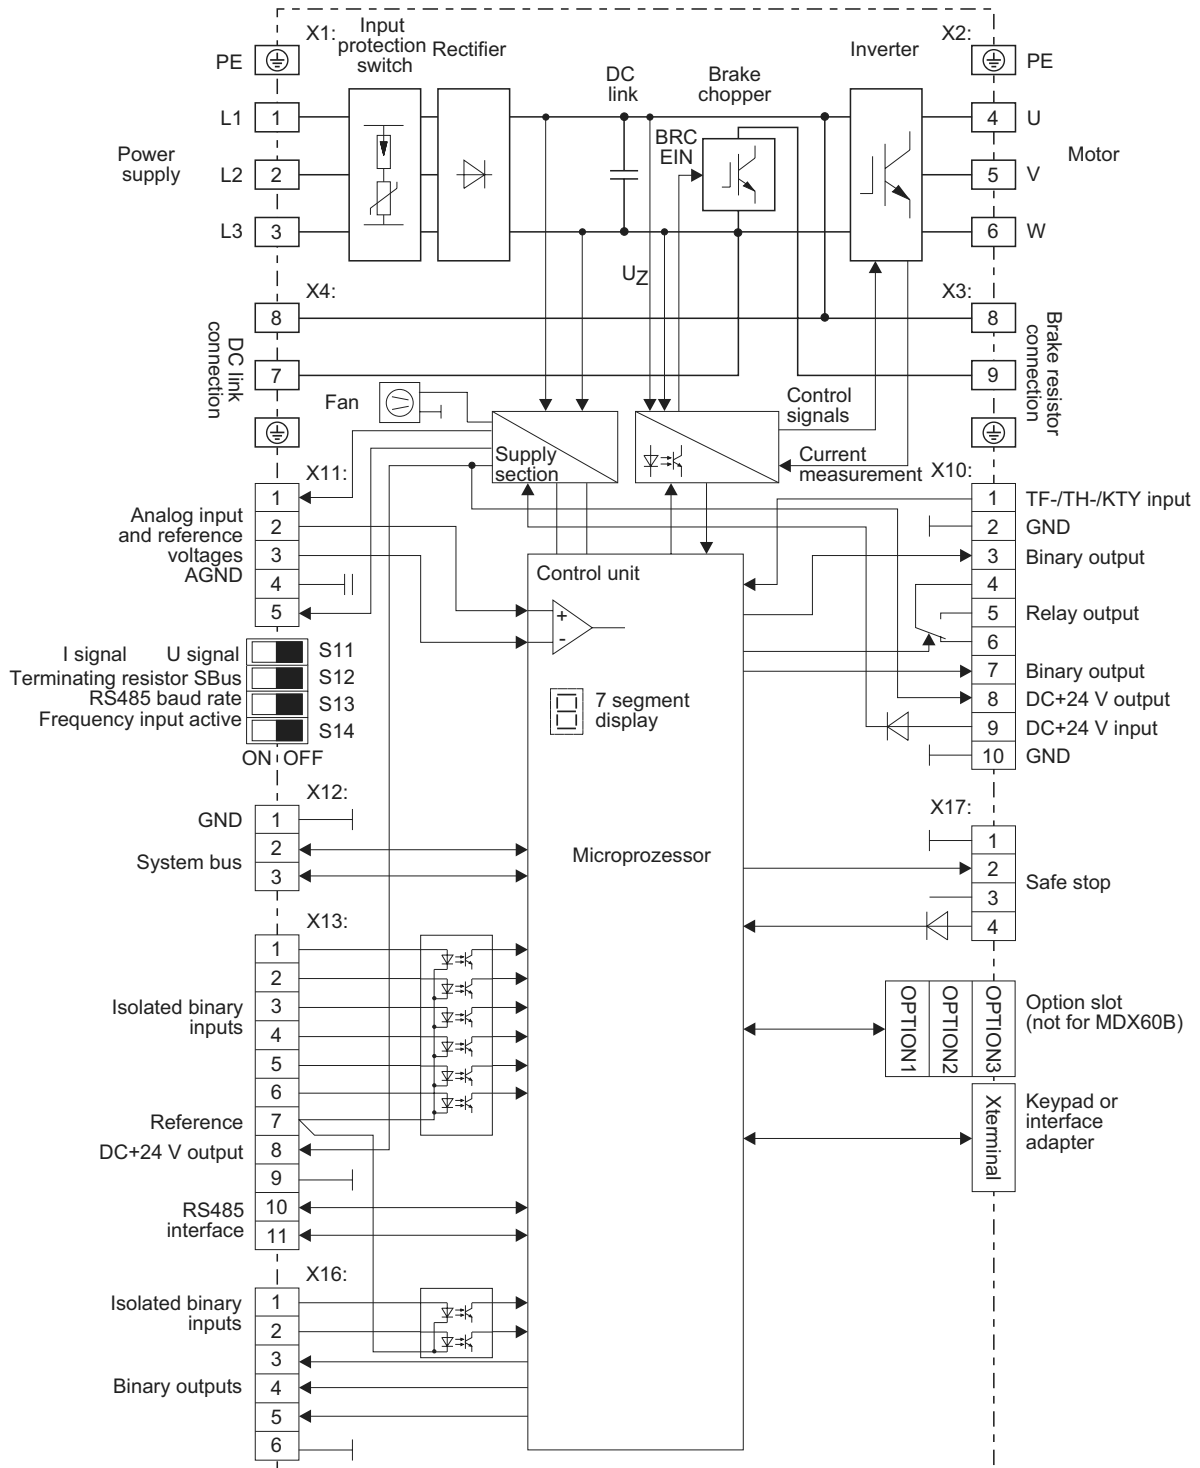 X1:
Input
protection
switch
Rectifier
DC
link
Brake
chopper
Inverter
X2:
PE
PE
L1
1
4
U
BRC
EIN
Power
supply
L2
2
5
V
Motor
L3
3
6
W
UZ
X4:
X3:
8
8
DC link
connection
7
9
Brake resistor
connection
Fan
Control
signals
Supply
section
Current
measurement
X11:
X10:
1
2
3
4
5
Analog input
and reference
voltages
AGND
1
TF-/TH-/KTY input
2
GND
3
Binary output
4
5
Relay output
6
7
Binary output
8
DC+24 V output
9
DC+24 V input
10
GND
Control unit
+
-
7 segment
display
I signal
U signal
S11
Terminating resistor SBus
S12
RS485 baud rate
S13
Frequency input active
S14
ON
OFF
X12:
GND
1
System bus
2
3
Microprozessor
X17:
1
2
3
4
Safe stop
X13:
1
2
3
4
5
6
Isolated binary
inputs
Reference
7
DC+24 V output
8
9
RS485
interface
10
11
OPTION1
OPTION2
OPTION3
Option slot
(not for MDX60B)
Xterminal
Keypad or
interface
adapter
X16:
Isolated binary
inputs
1
2
3
Binary outputs
4
5
6